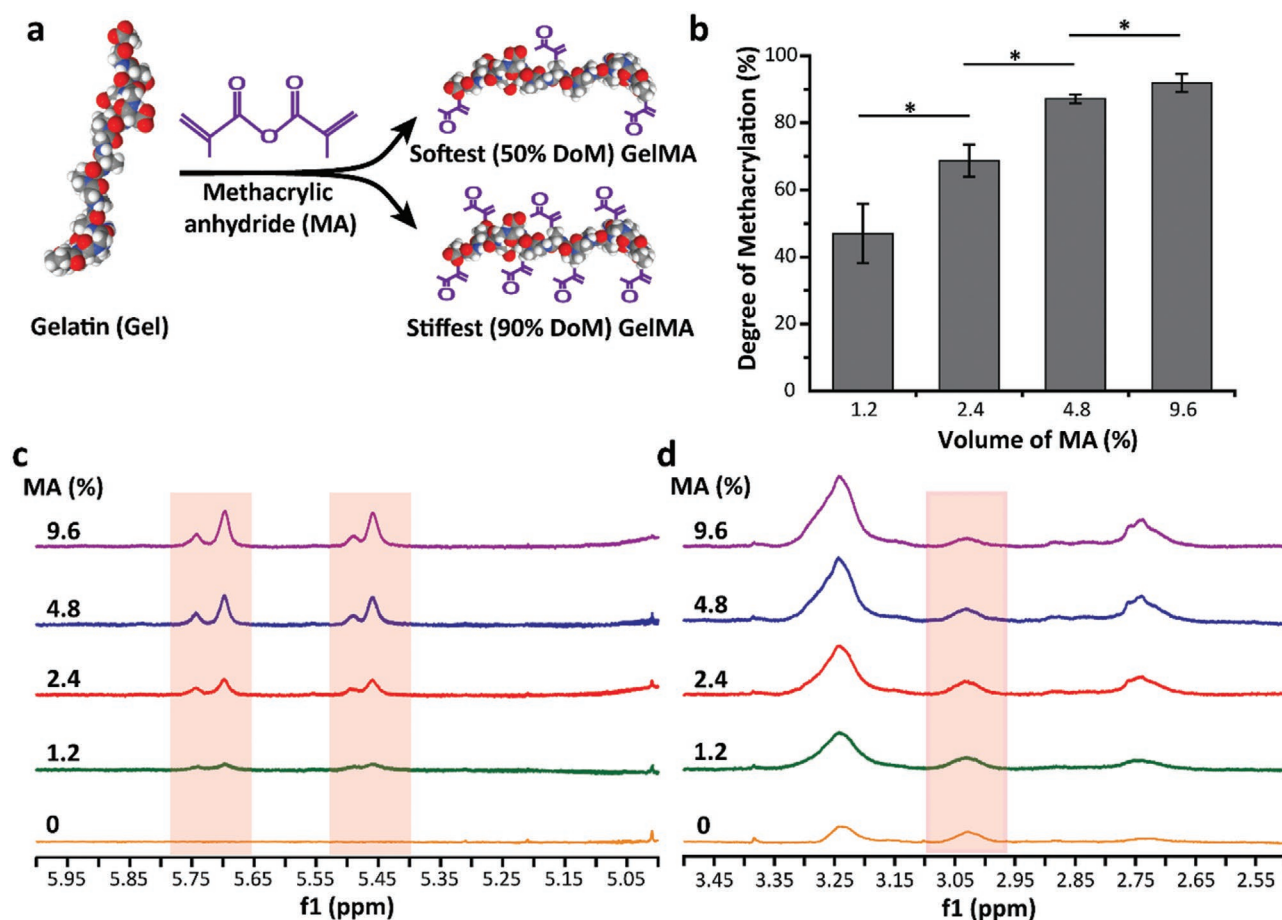 a
O O
O
Methacrylic
anhydride (MA)
Gelatin (Gel)
O
O O
Softest (50% DoM) GelMA
O O O
O O O O
Stiffest (90% DoM) GelMA
b
Degree of Methacrylation (%)
100
80
60
40
20
0
* * *
1.2 2.4 4.8 9.6
Volume of MA (%)
c
MA (%)
9.6
4.8
2.4
1.2
0
5.95 5.85 5.75 5.65 5.55 5.45 5.35 5.25 5.15 5.05
f1 (ppm)
d
MA (%)
9.6
4.8
2.4
1.2
0
3.45 3.35 3.25 3.15 3.05 2.95 2.85 2.75 2.65 2.55
f1 (ppm)